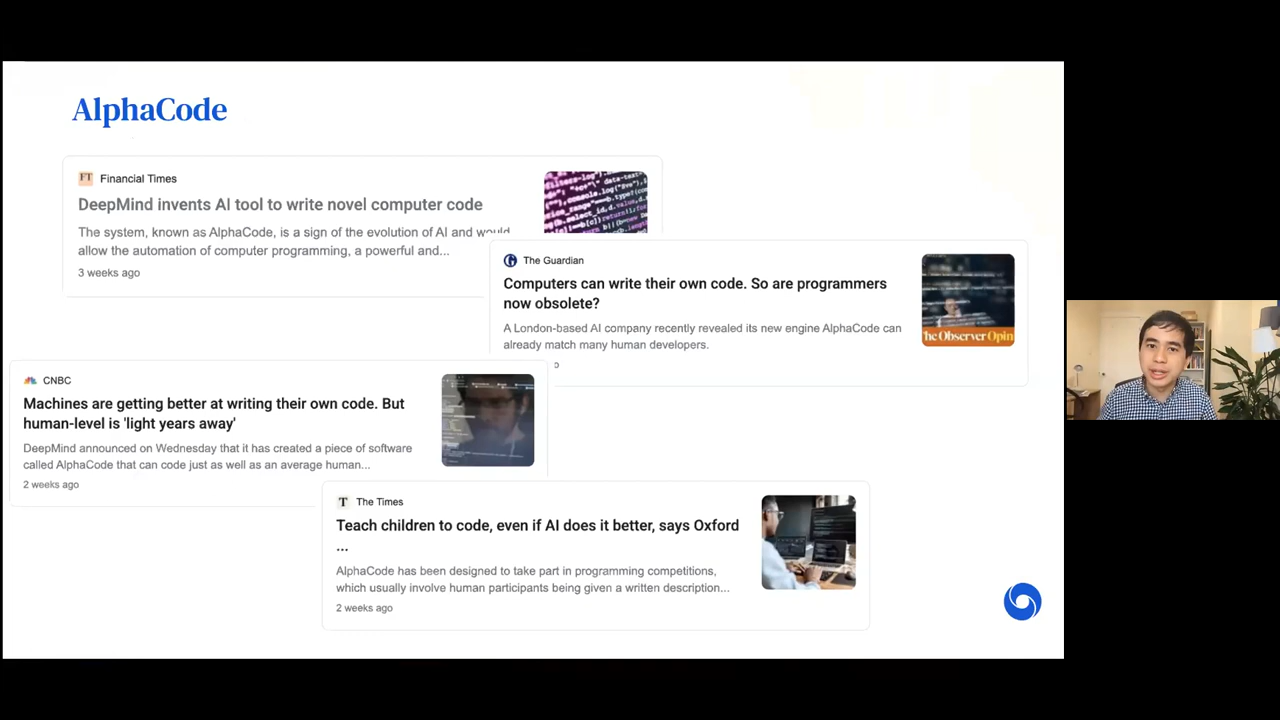 AlphaCode
FT Financial Times
DeepMind invents AI tool to write novel computer code
The system, known as AlphaCode, is a sign of the evolution of AI and would
allow the automation of computer programming, a powerful and...
3 weeks ago
The Guardian
Computers can write their own code. So are programmers
now obsolete?
A London-based AI company recently revealed its new engine AlphaCode can
already match many human developers.
o
he Observer Opin
CNBC
Machines are getting better at writing their own code. But
human-level is 'light years away'
DeepMind announced on Wednesday that it has created a piece of software
called AlphaCode that can code just as well as an average human...
2 weeks ago
T The Times
Teach children to code, even if AI does it better, says Oxford
...
AlphaCode has been designed to take part in programming competitions,
which usually involve human participants being given a written description...
2 weeks ago